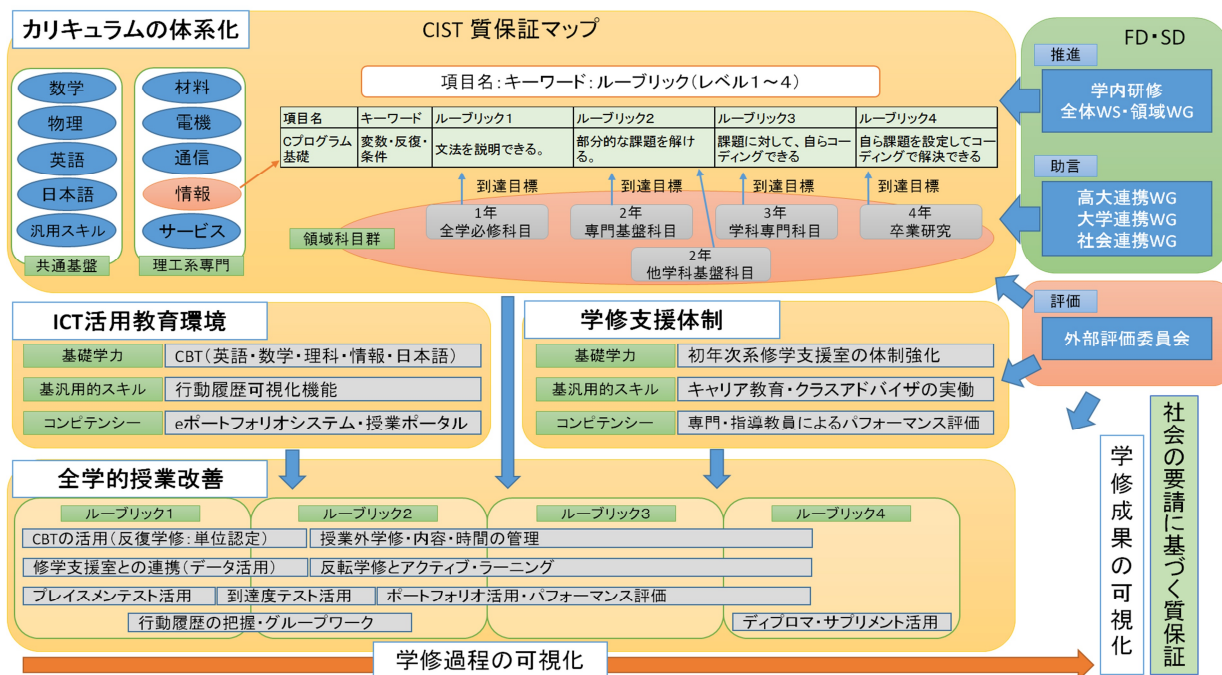 カリキュラムの体系化
CIST 質保証マップ
数学
物理
英語
日本語
汎用スキル
共通基盤
材料
電機
通信
情報
サービス
理工系専門
項目名:キーワード:ルーブリック(レベル1~4)
項目名 キーワード ルーブリック1 ルーブリック2 ルーブリック3 ルーブリック4
Cプログラム
基礎
変数・反復・
条件
文法を説明できる。
部分的な課題を解け
る。
課題に対して、自らコー
ディングできる
自ら課題を設定してコー
ディングで解決できる
到達目標 到達目標 到達目標 到達目標
領域科目群
1年
全学必修科目
2年
専門基盤科目
3年
学科専門科目
4年
卒業研究
2年
他学科基盤科目
FD・SD
推進
学内研修
全体WS・領域WG
助言
高大連携WG
大学連携WG
社会連携WG
評価
外部評価委員会
ICT活用教育環境
基礎学力 CBT(英語・数学・理科・情報・日本語)
基汎用的スキル 行動履歴可視化機能
コンピテンシー eポートフォリオシステム・授業ポータル
学修支援体制
基礎学力 初年次系修学支援室の体制強化
基汎用的スキル キャリア教育・クラスアドバイザの実働
コンピテンシー 専門・指導教員によるパフォーマンス評価
全学的授業改善
ルーブリック1 ルーブリック2 ルーブリック3 ルーブリック4
CBTの活用(反復学修:単位認定) 授業外学修・内容・時間の管理
修学支援室との連携(データ活用) 反転学修とアクティブ・ラーニング
プレイスメンテスト活用 到達度テスト活用 ポートフォリオ活用・パフォーマンス評価
行動履歴の把握・グループワーク ディプロマ・サプリメント活用
学修過程の可視化
学修成果の可視化
社会の要請に基づく質保証